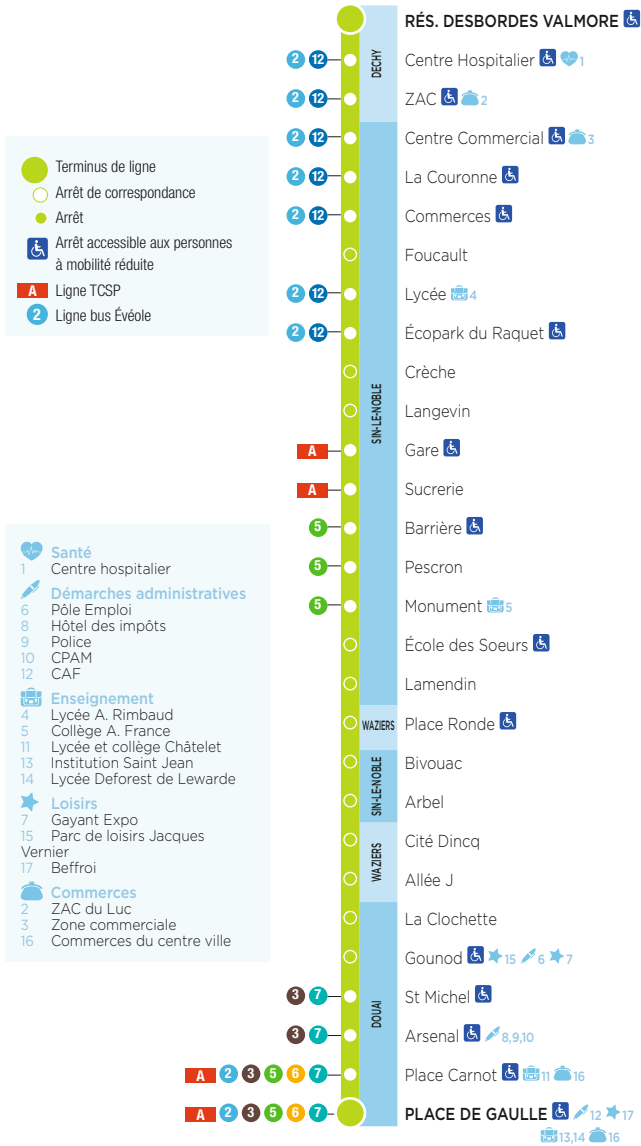 RÉS. DESBORDES VALMORE
2 12 Centre Hospitalier 1
2 12 ZAC 2
DECHY
2 12 Centre Commercial 3
2 12 La Couronne
2 12 Commerces
Foucault
2 12 Lycée 4
2 12 Écopark du Raquet
Crèche
Langevin
A Gare
A Sucrerie
5 Barrière
5 Pescron
5 Monument 5
École des Soeurs
Lamendin
SIN-LE-NOBLE
Place Ronde
WAZIERS
Bivouac
Arbel
SIN-LE-NOBLE
Cité Dincq
Allée J
WAZIERS
La Clochette
Gounod 15 6 7
3 7 St Michel
3 7 Arsenal 8,9,10
A 2 3 5 6 7 Place Carnot 11 16
A 2 3 5 6 7 PLACE DE GAULLE 12 17
13,14 16
DOUAI
Terminus de ligne
Arrêt de correspondance
Arrêt
Arrêt accessible aux personnes
à mobilité réduite
A Ligne TCSP
2 Ligne bus Évéole
Santé
1 Centre hospitalier
Démarches administratives
6 Pôle Emploi
8 Hôtel des impôts
9 Police
10 CPAM
12 CAF
Enseignement
4 Lycée A. Rimbaud
5 Collège A. France
11 Lycée et collège Châtelet
13 Institution Saint Jean
14 Lycée Deforest de Lewarde
Loisirs
7 Gayant Expo
15 Parc de loisirs Jacques
Vernier
17 Beffroi
Commerces
2 ZAC du Luc
3 Zone commerciale
16 Commerces du centre ville